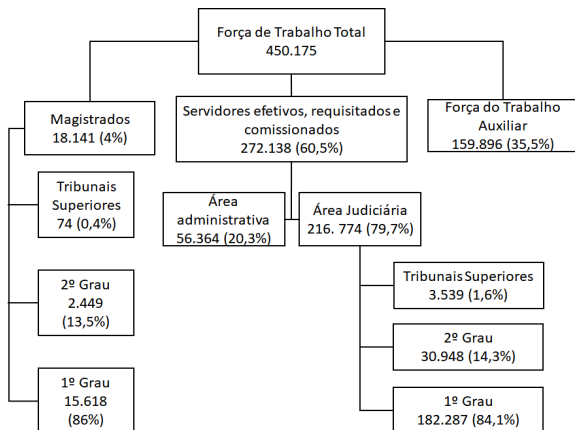 Força de Trabalho Total
450.175
Magistrados
18.141 (4%)
Servidores efetivos, requisitados e
comissionados
272.138 (60,5%)
Força do Trabalho
Auxiliar
159.896 (35,5%)
Tribunais
Superiores
74 (0,4%)
Área
administrativa
56.364 (20,3%)
Área Judiciária
216. 774 (79,7%)
2º Grau
2.449
(13,5%)
Tribunais Superiores
3.539 (1,6%)
2º Grau
30.948 (14,3%)
1º Grau
15.618
(86%)
1º Grau
182.287 (84,1%)